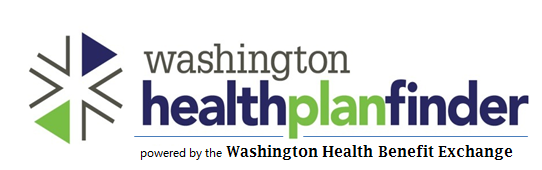 washington
healthplanfinder
powered by the Washington Health Benefit Exchange